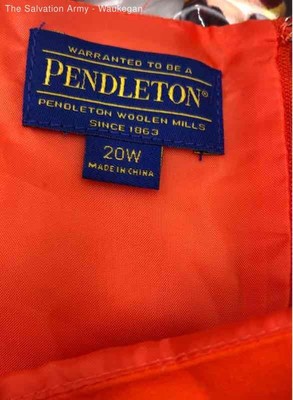 The Salvation Army - Waukegan
WARRANTED TO BE A
PENDLETON®
PENDLETON WOOLEN MILLS
SINCE 1863
20W
MADE IN CHINA